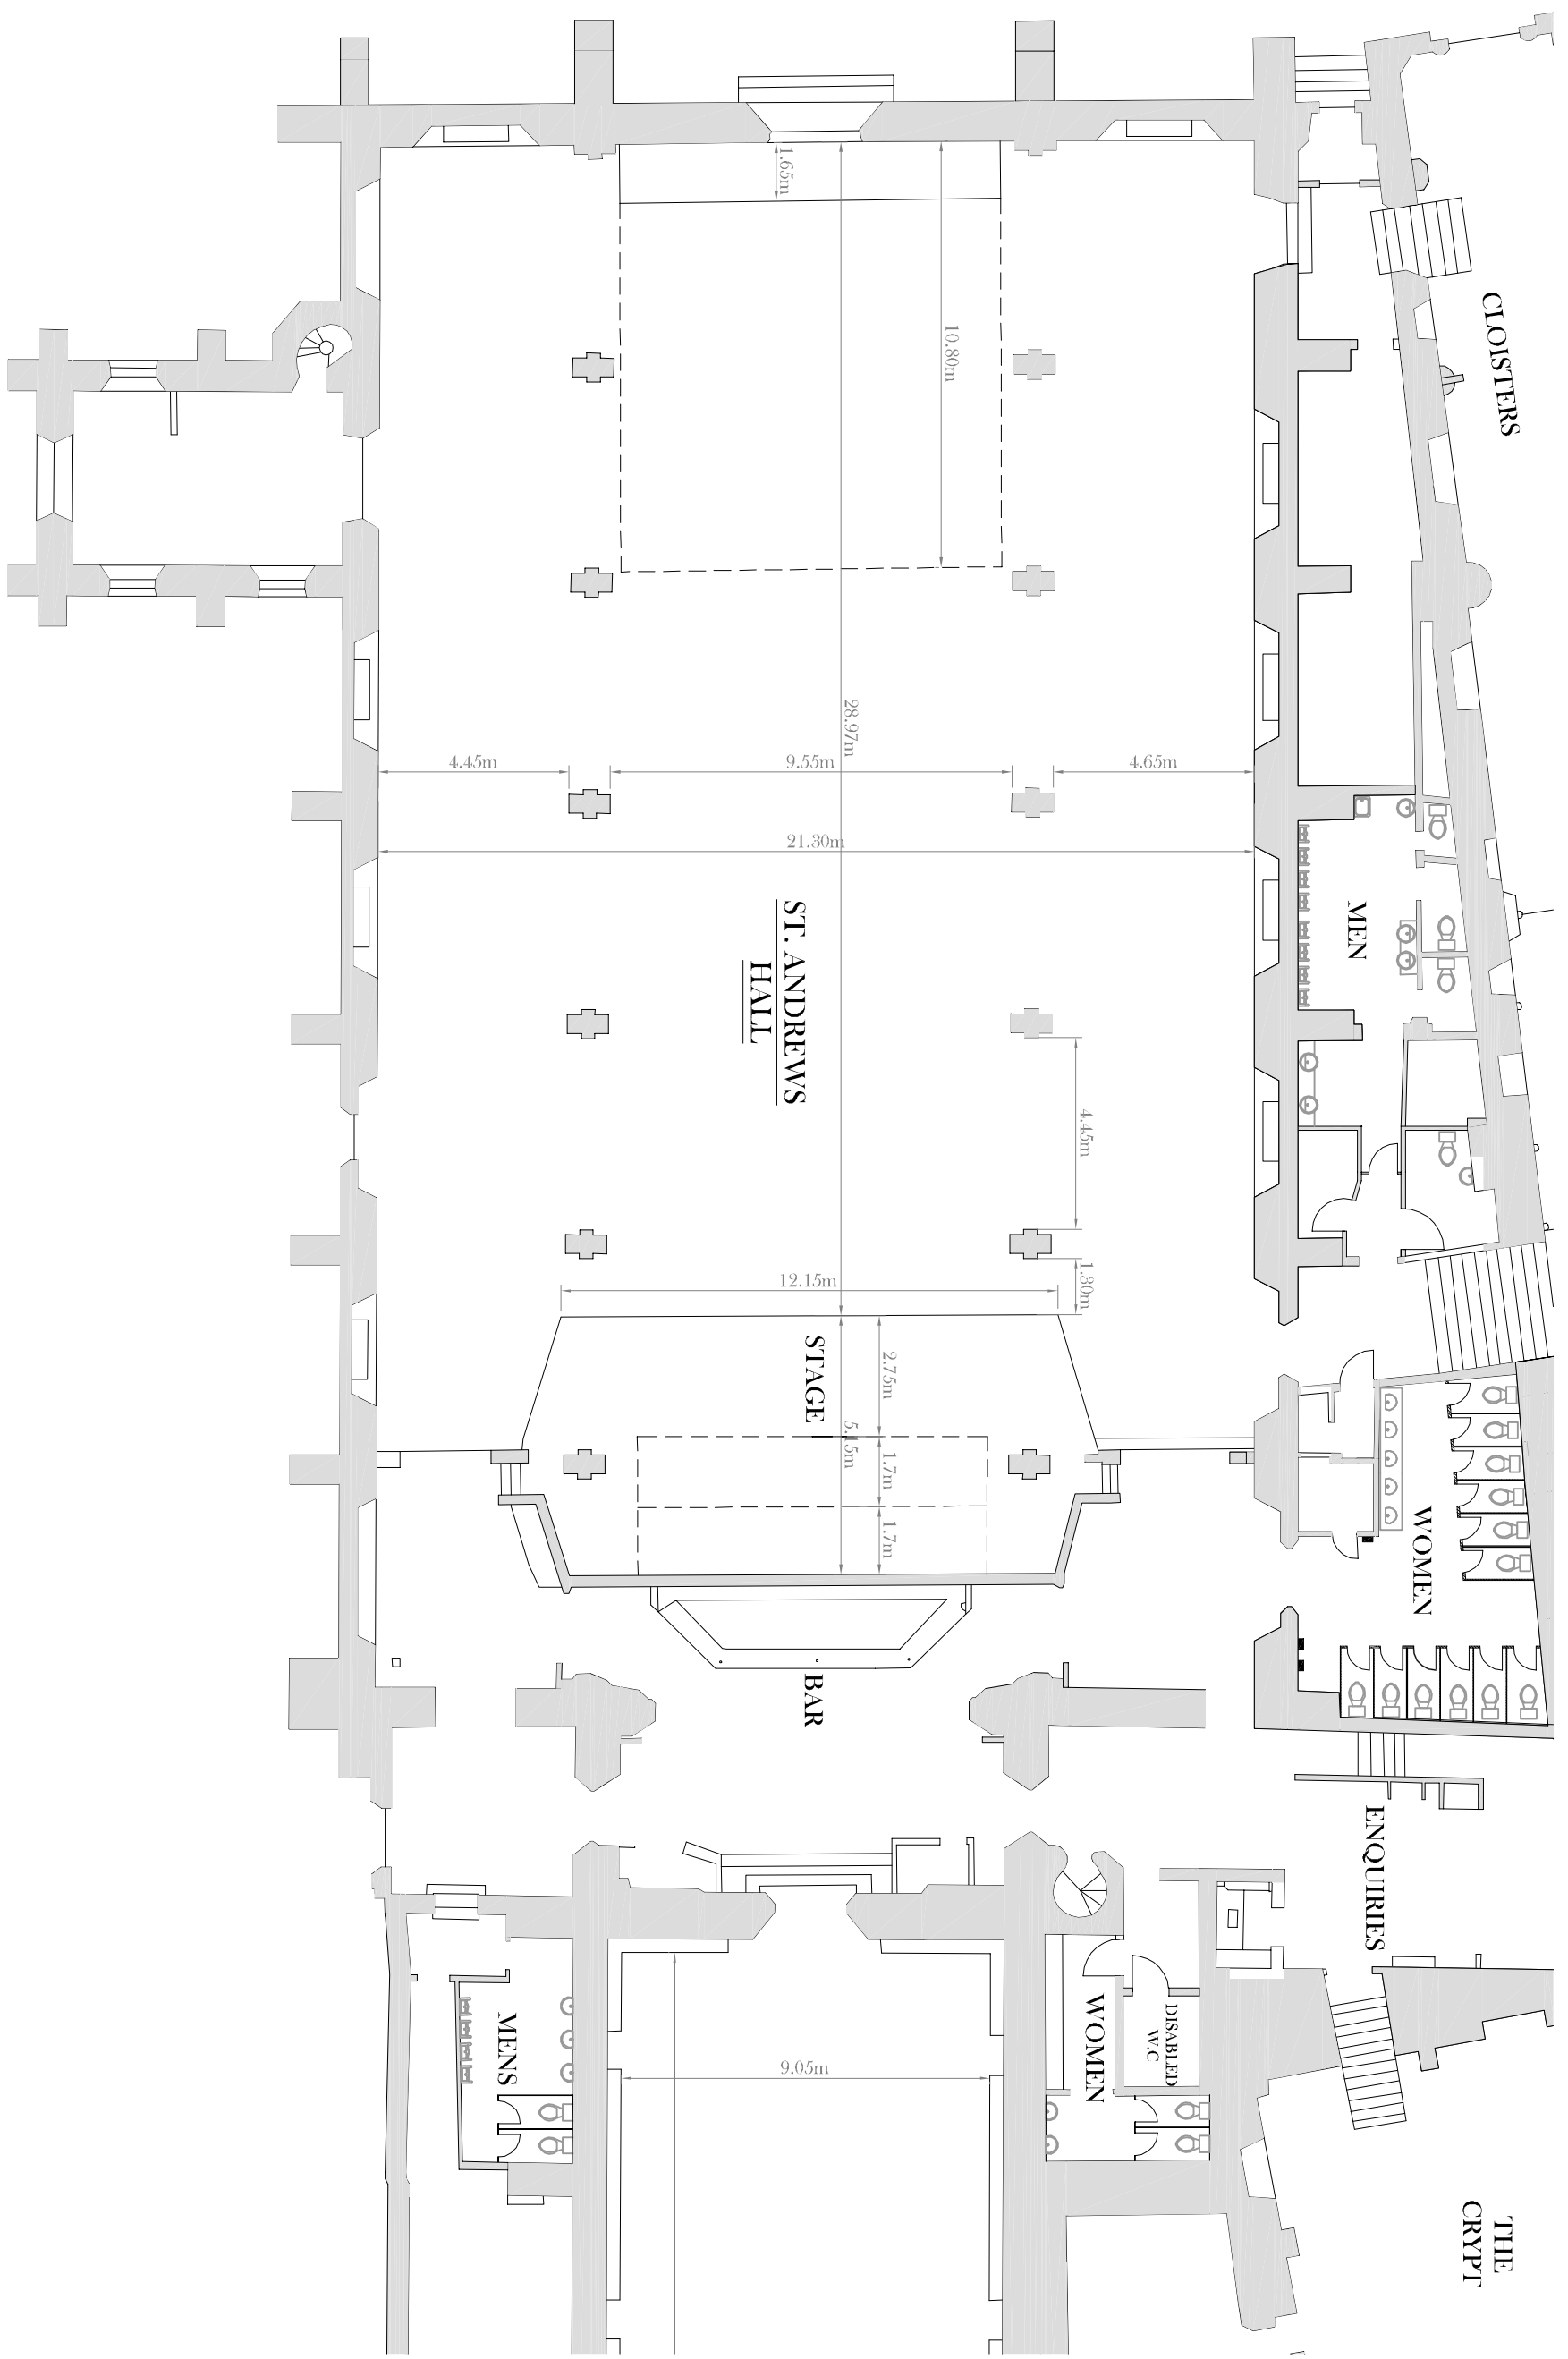 1.65m
10.80m
CLOISTERS
28.97m
4.45m
9.55m
4.65m
21.30m
ST. ANDREWS
HALL
MEN
4.45m
1.30m
12.15m
STAGE
2.75m
5.15m
1.7m
1.7m
WOMEN
BAR
ENQUIRIES
MENS
WOMEN
DISABLED
W.C
9.05m
THE
CRYPT